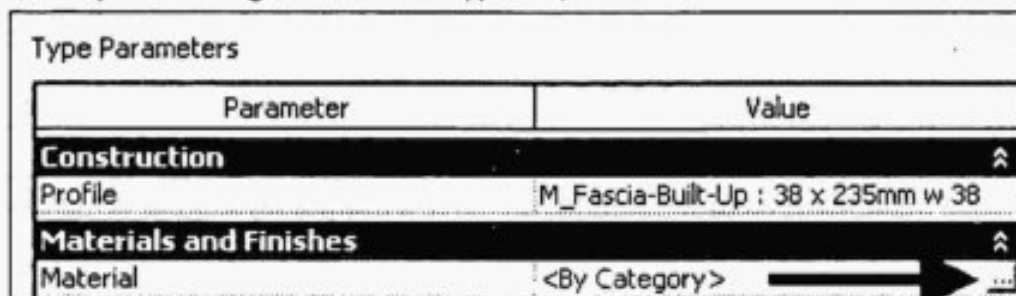 Type Parameters
Parameter Value
Construction
Profile M_Fascia-Built-Up : 38 x 235mm w 38
Materials and Finishes
Material <By Category> ...